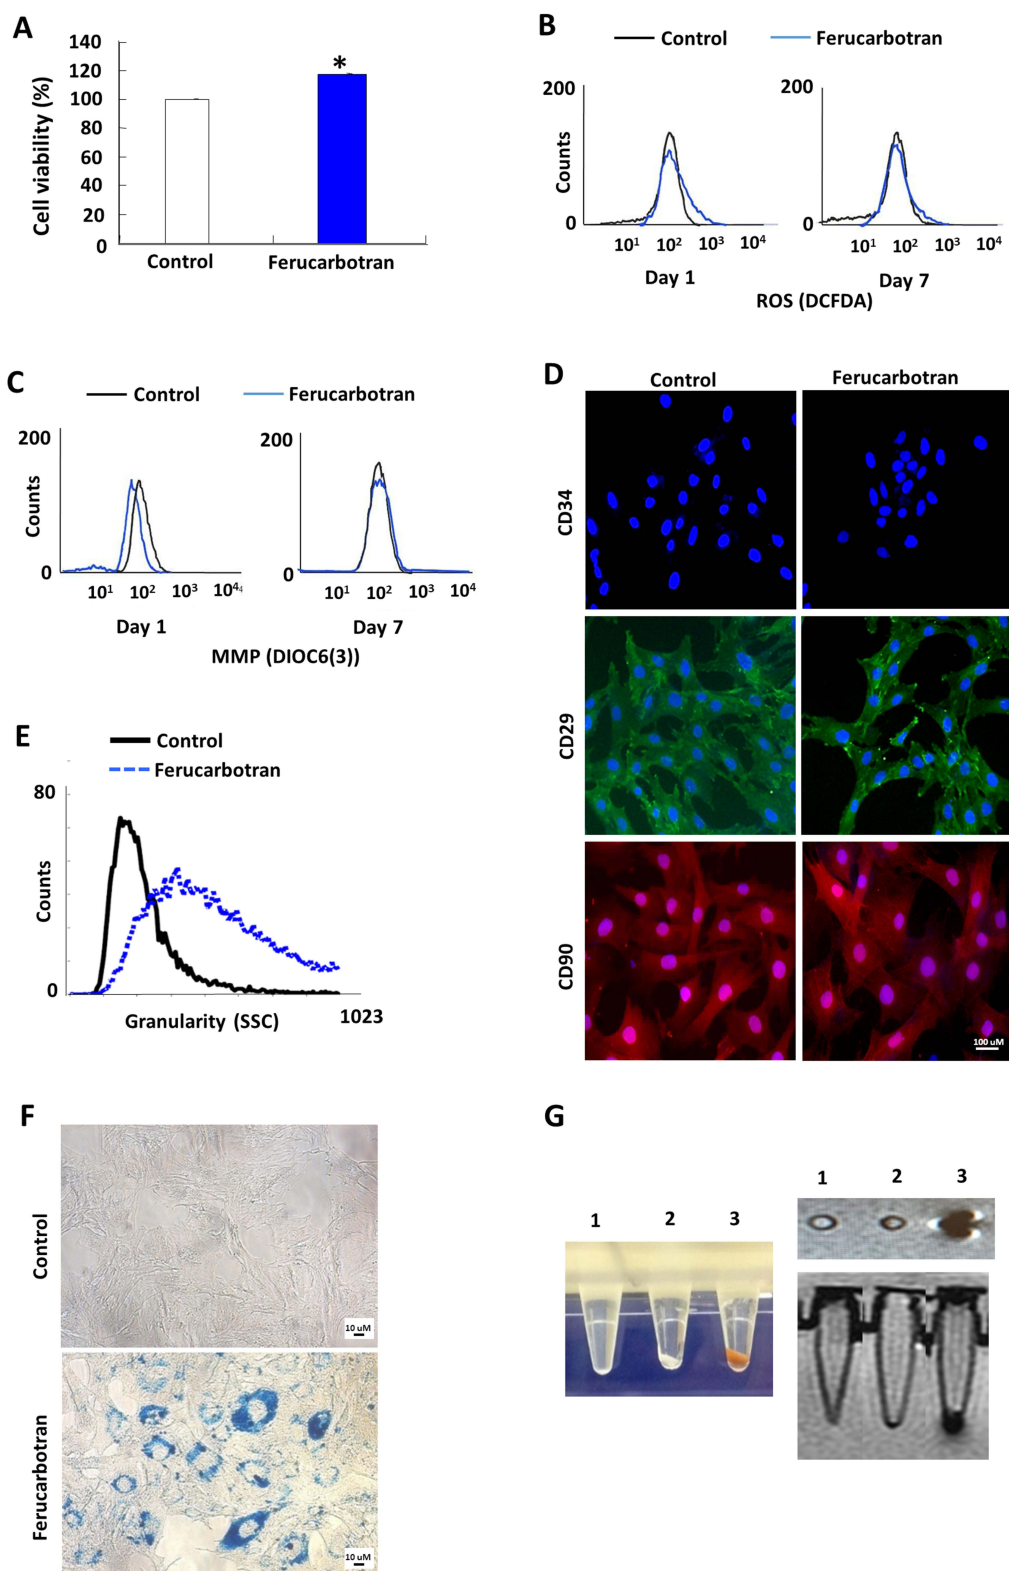 A
Cell viability (%)
140
120
100
80
60
40
20
0
*
Control
Ferucarbotran
B
Control
Ferucarbotran
Counts
200
0
10¹ 10² 10³ 10⁴
Day 1
200
0
10¹ 10² 10³ 10⁴
Day 7
ROS (DCFDA)
C
Control
Ferucarbotran
Counts
200
0
10¹ 10² 10³ 10⁴
Day 1
200
0
10¹ 10² 10³ 10⁴
Day 7
MMP (DIOC6(3))
D
Control
Ferucarbotran
CD34
CD29
CD90
100 uM
E
Control
Ferucarbotran
Counts
80
0
Granularity (SSC)
1023
F
Control
10 uM
Ferucarbotran
10 uM
G
1 2 3
1 2 3